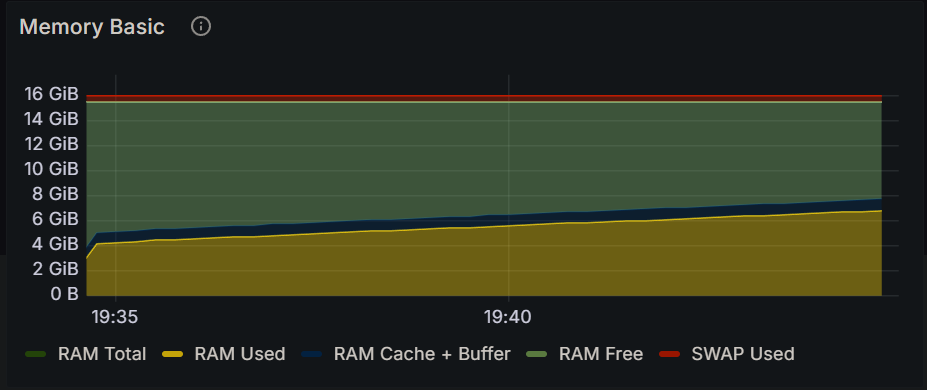 Memory Basic
16 GiB
14 GiB
12 GiB
10 GiB
8 GiB
6 GiB
4 GiB
2 GiB
0 B
19:35 19:40
RAM Total RAM Used RAM Cache + Buffer RAM Free SWAP Used